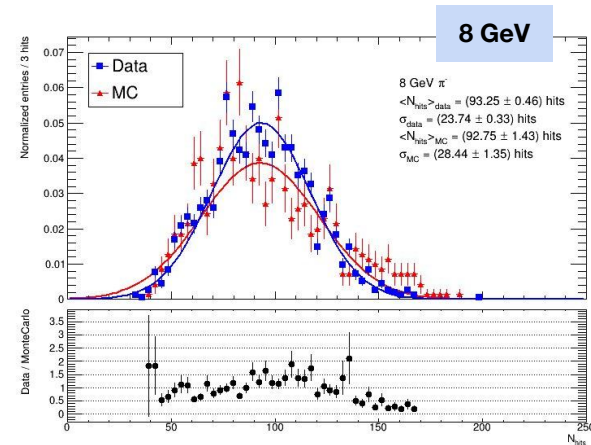 8 GeV
Normalized entries / 3 hits
0.07
0.06
0.05
0.04
0.03
0.02
0.01
0
Data
MC
8 GeV π⁻
<N_hits>_data = (93.25 ± 0.46) hits
σ_data = (23.74 ± 0.33) hits
<N_hits>_MC = (92.75 ± 1.43) hits
σ_MC = (28.44 ± 1.35) hits
Data / MonteCarlo
3.5
3
2.5
2
1.5
1
0.5
0
0 50 100 150 200 250
N_hits